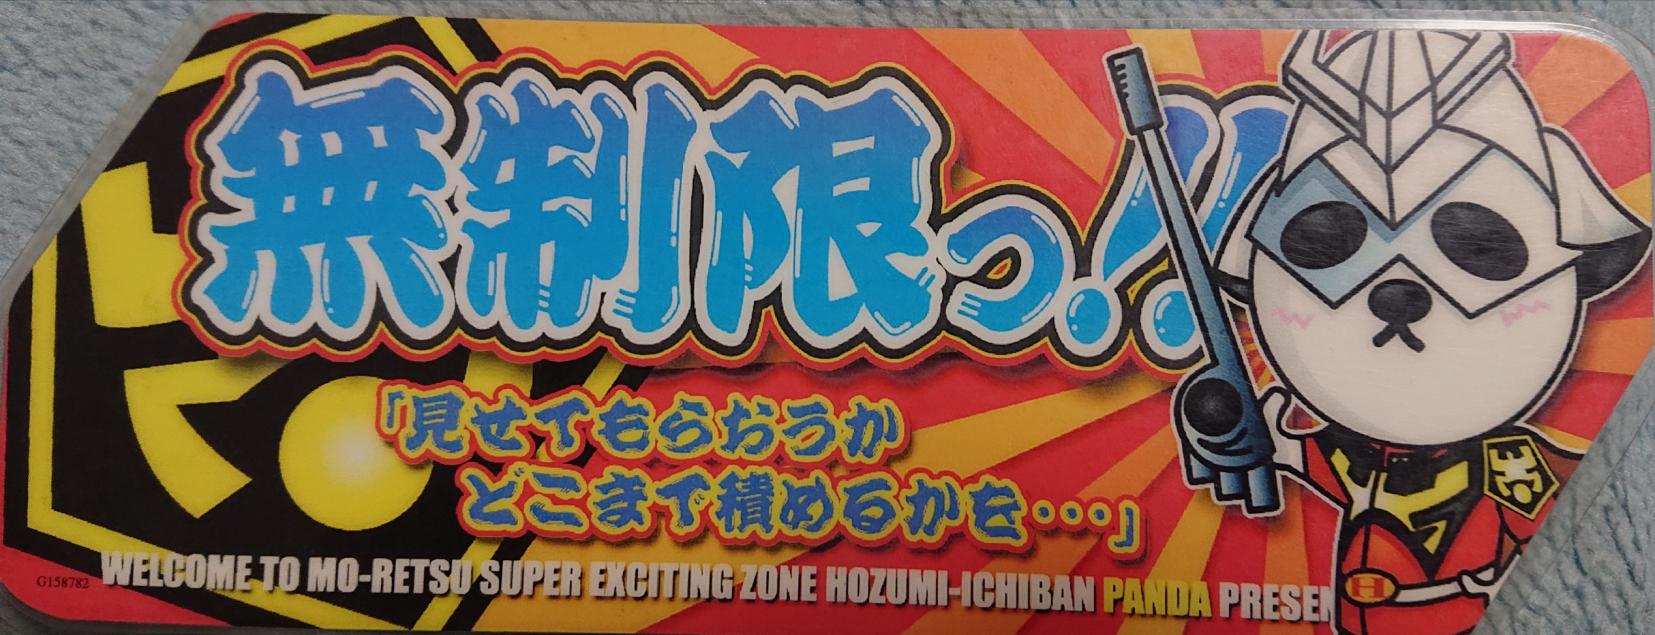 無制限っ!!
「見せてもらおうか
どこまで積めるかを…」
G158782
WELCOME TO MO-RETSU SUPER EXCITING ZONE HOZUMI-ICHIBAN PANDA PRESEN
H